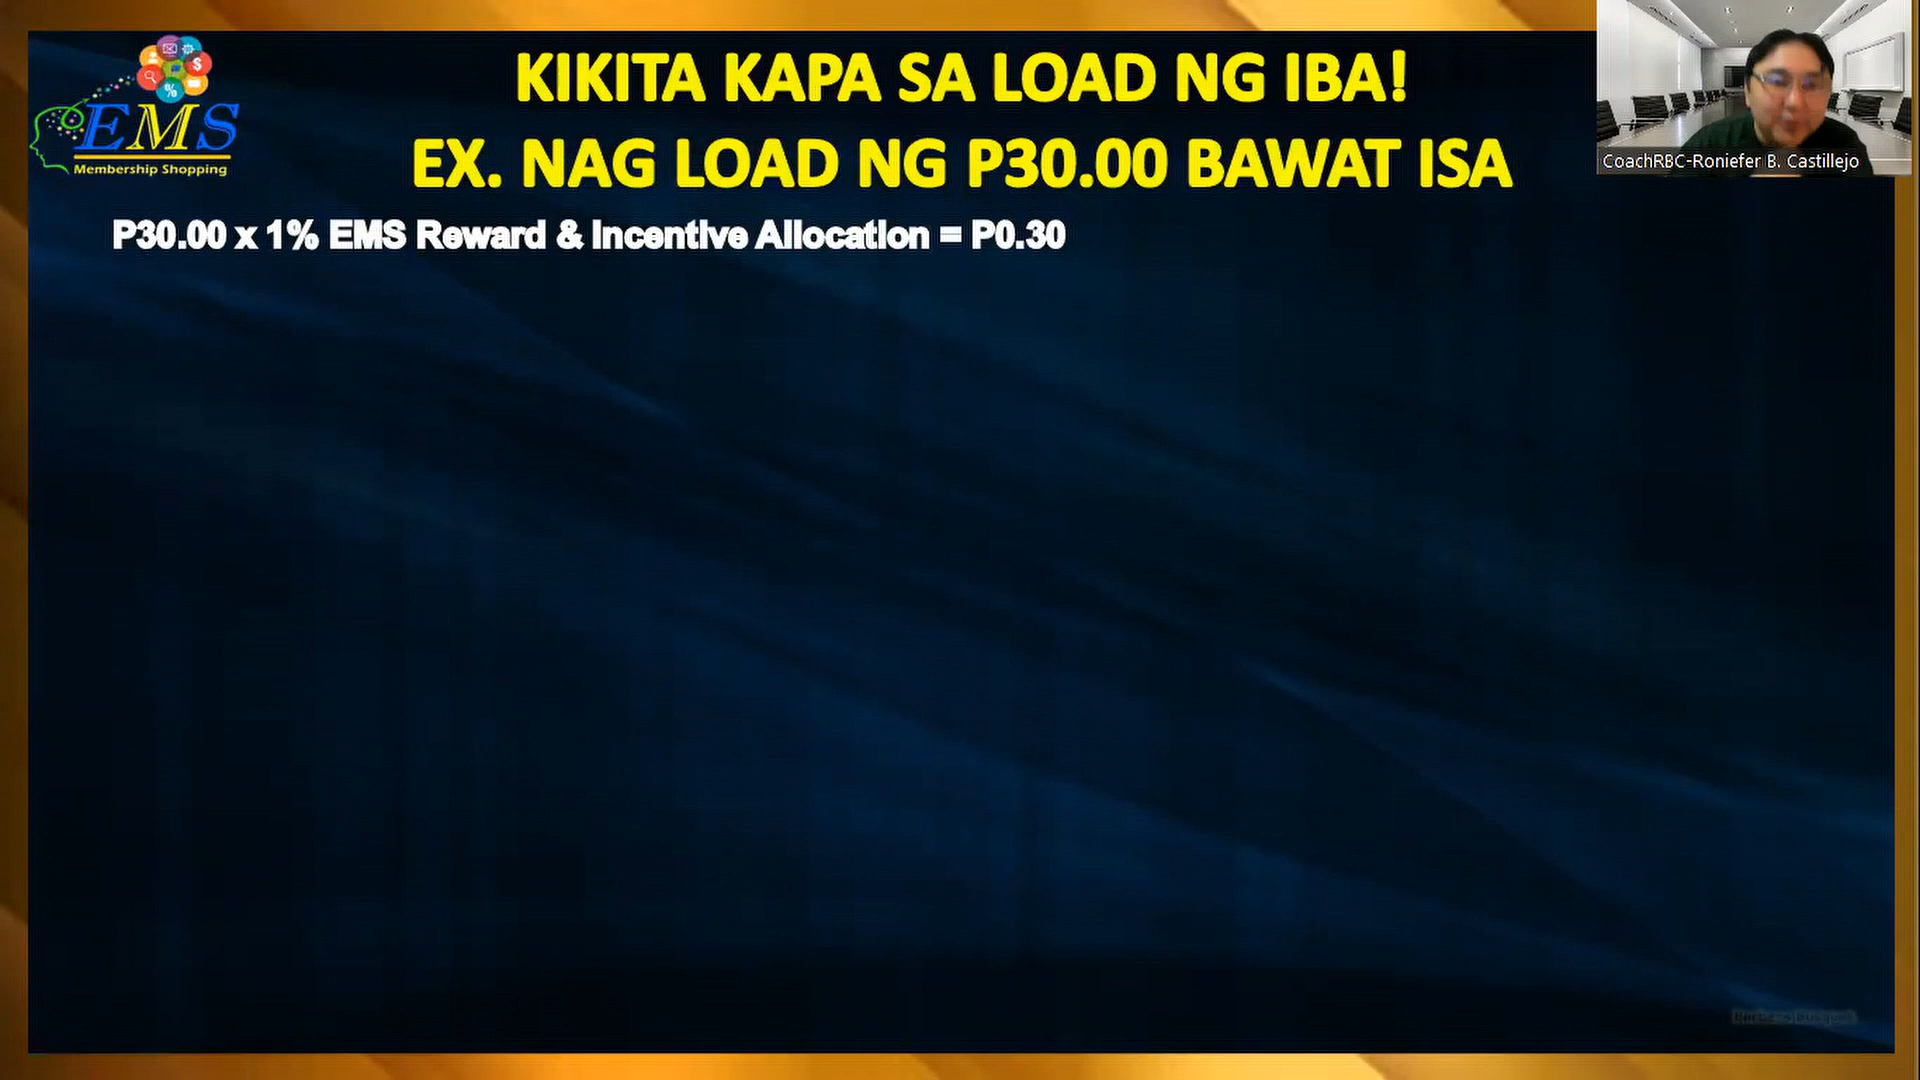 EMS
Membership Shopping
KIKITA KAPA SA LOAD NG IBA!
EX. NAG LOAD NG P30.00 BAWAT ISA
CoachRBC-Roniefer B. Castillejo
P30.00 x 1% EMS Reward & Incentive Allocation = P0.30